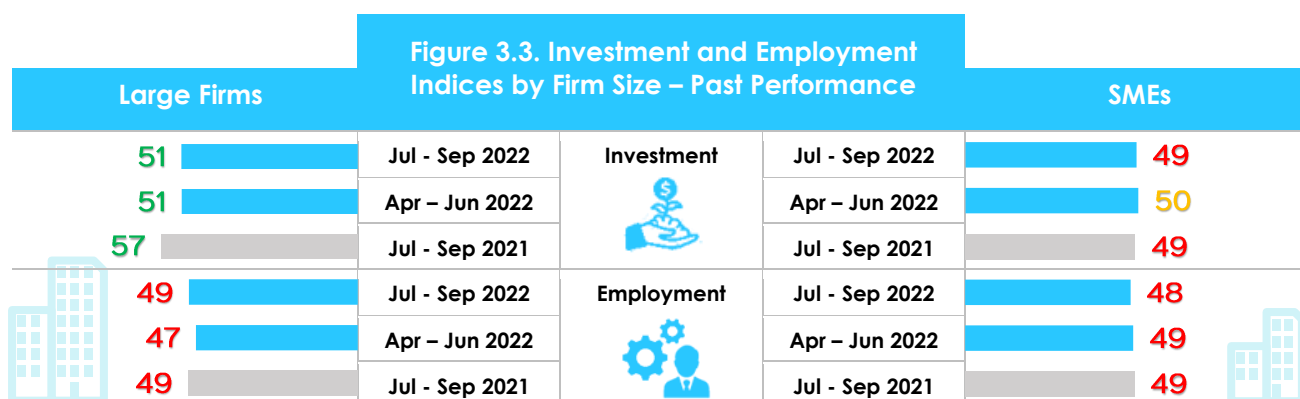 Figure 3.3. Investment and Employment
Indices by Firm Size – Past Performance
Large Firms
SMEs
51 Jul - Sep 2022 Investment Jul - Sep 2022 49
$
51 Apr – Jun 2022 Apr – Jun 2022 50
57 Jul - Sep 2021 Jul - Sep 2021 49
49 Jul - Sep 2022 Employment Jul - Sep 2022 48
47 Apr – Jun 2022 Apr – Jun 2022 49
49 Jul - Sep 2021 Jul - Sep 2021 49